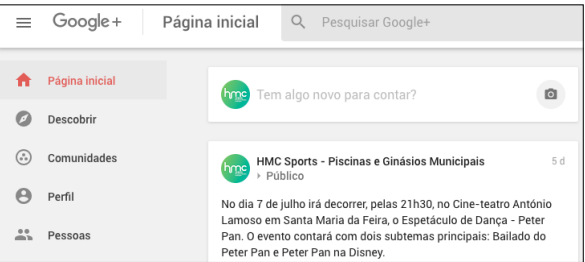 Google+ Página inicial Pesquisar Google+
Página inicial
Descobrir
Comunidades
Perfil
Pessoas
hmc Tem algo novo para contar?
hmc HMC Sports - Piscinas e Ginásios Municipais 5 d
Público
No dia 7 de julho irá decorrer, pelas 21h30, no Cine-teatro António
Lamoso em Santa Maria da Feira, o Espetáculo de Dança - Peter
Pan. O evento contará com dois subtemas principais: Bailado do
Peter Pan e Peter Pan na Disney.